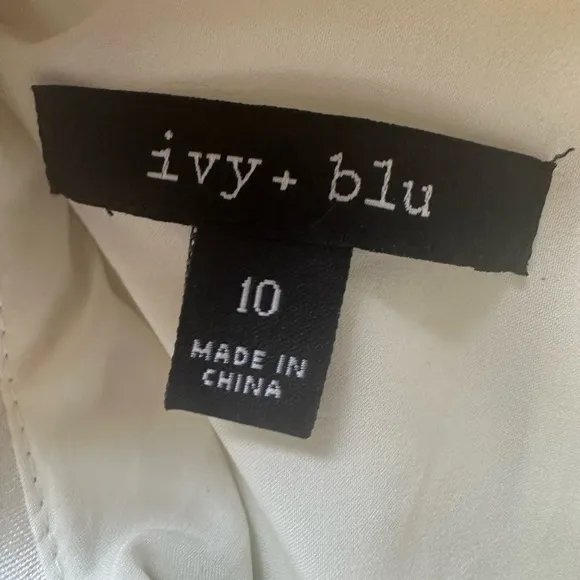 ivy + blu
10
MADE IN
CHINA